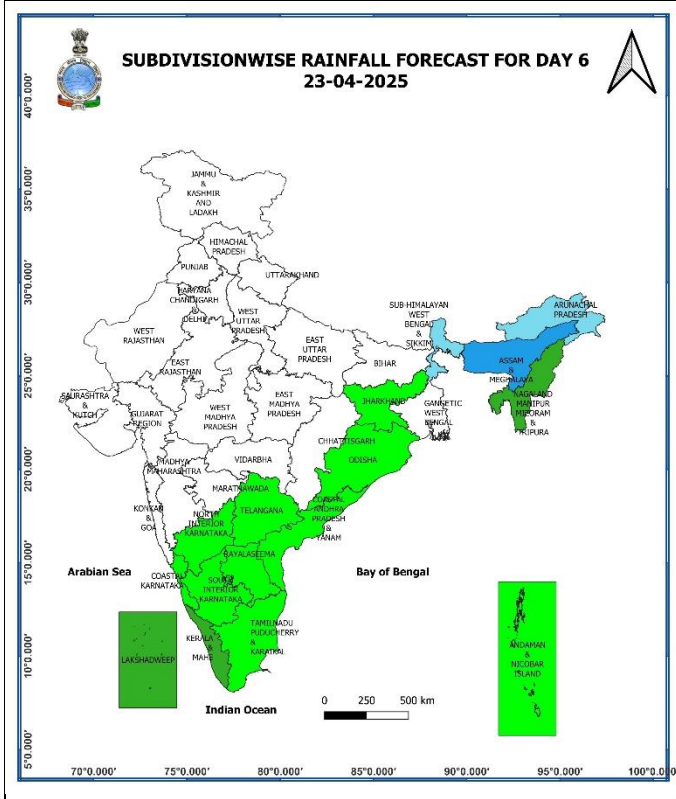 SUBDIVISIONWISE RAINFALL FORECAST FOR DAY 6
23-04-2025
40°0.000'
35°0.000'
30°0.000'
25°0.000'
20°0.000'
15°0.000'
10°0.000'
5°0.000'
JAMMU
&
KASHMIR
AND
LADAKH
HIMACHAL
PRADESH
PUNJAB
UTTARAKHAND
HARYANA
CHANDIGARH
&
DELHI
WEST
RAJASTHAN
WEST
UTTAR
PRADESH
EAST
UTTAR
PRADESH
EAST
RAJASTHAN
BIHAR
SUB-HIMALAYAN
WEST
BENGAL
&
SIKKIM
ARUNACHAL
PRADESH
ASSAM
&
MEGHALAYA
NAGALAND
MANIPUR
MIZORAM
&
TRIPURA
SAURASHTRA
&
KUTCH
GUJARAT
REGION
WEST
MADHYA
PRADESH
EAST
MADHYA
PRADESH
JHARKHAND
GANGETIC
WEST
BENGAL
CHHATTISGARH
ODISHA
MADHYA
MAHARASHTRA
VIDARBHA
MARATHAWADA
KONKAN
&
GOA
NORTH
INTERIOR
KARNATAKA
TELANGANA
COASTAL
ANDHRA
PRADESH
&
YANAM
RAYALASEEMA
COASTAL
KARNATAKA
SOUTH
INTERIOR
KARNATAKA
TAMILNADU
PUDUCHERRY
&
KARAIKAL
KERALA
&
MAHE
LAKSHADWEEP
ANDAMAN
&
NICOBAR
ISLAND
Arabian Sea
Bay of Bengal
Indian Ocean
0 250 500 km
70°0.000' 75°0.000' 80°0.000' 85°0.000' 90°0.000' 95°0.000' 100°0.000'